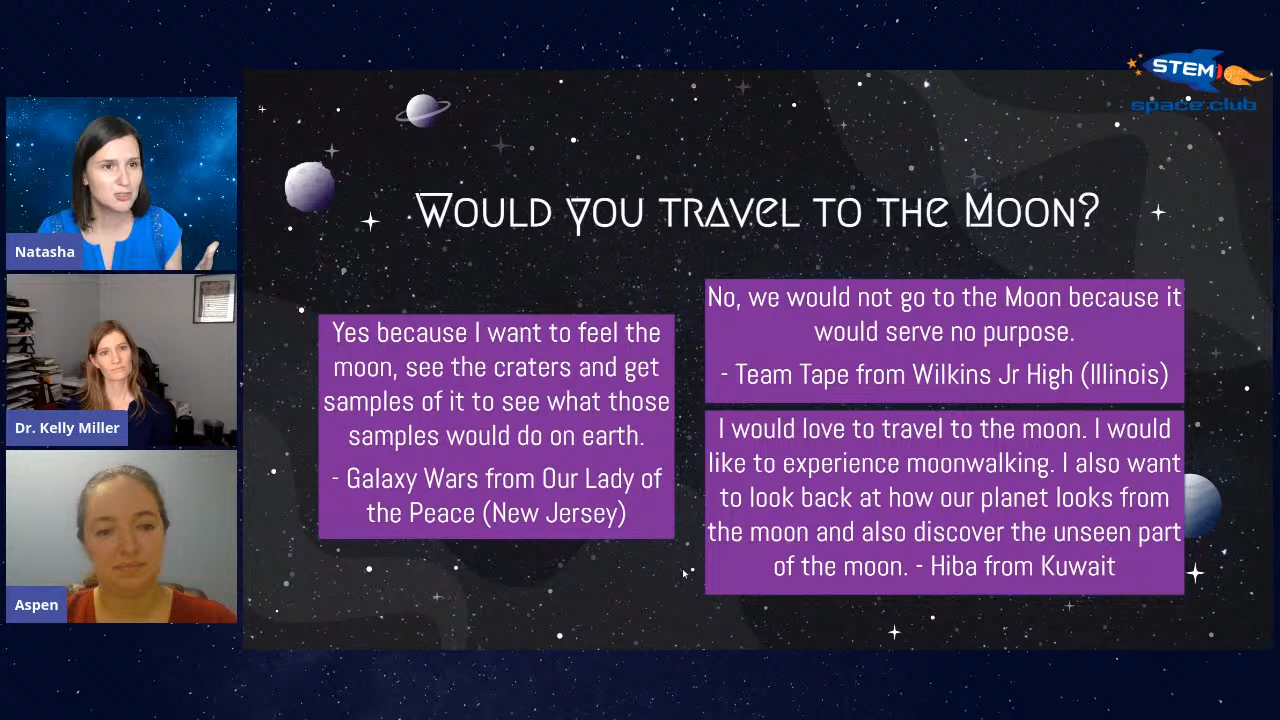 STEM
space club
Would you travel to the Moon?
Natasha
Dr. Kelly Miller
Aspen
Yes because I want to feel the
moon, see the craters and get
samples of it to see what those
samples would do on earth.
- Galaxy Wars from Our Lady of
the Peace (New Jersey)
No, we would not go to the Moon because it
would serve no purpose.
- Team Tape from Wilkins Jr High (Illinois)
I would love to travel to the moon. I would
like to experience moonwalking. I also want
to look back at how our planet looks from
the moon and also discover the unseen part
of the moon. - Hiba from Kuwait